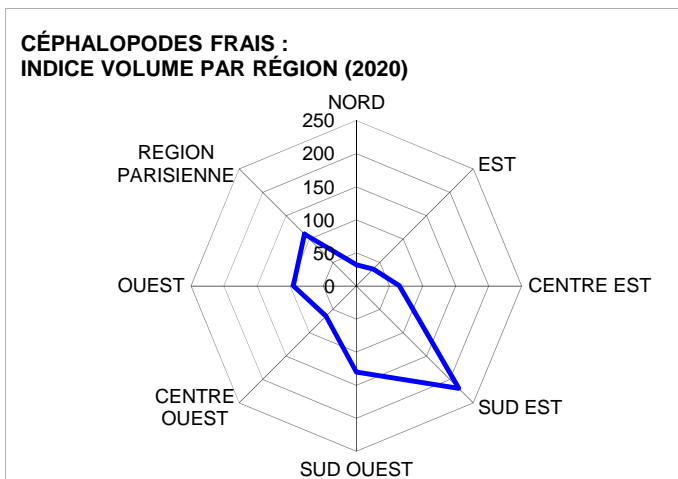 CÉPHALOPODES FRAIS :
INDICE VOLUME PAR RÉGION (2020)
NORD
250
200
150
100
50
0
EST
CENTRE EST
SUD EST
SUD OUEST
CENTRE
OUEST
OUEST
REGION
PARISIENNE